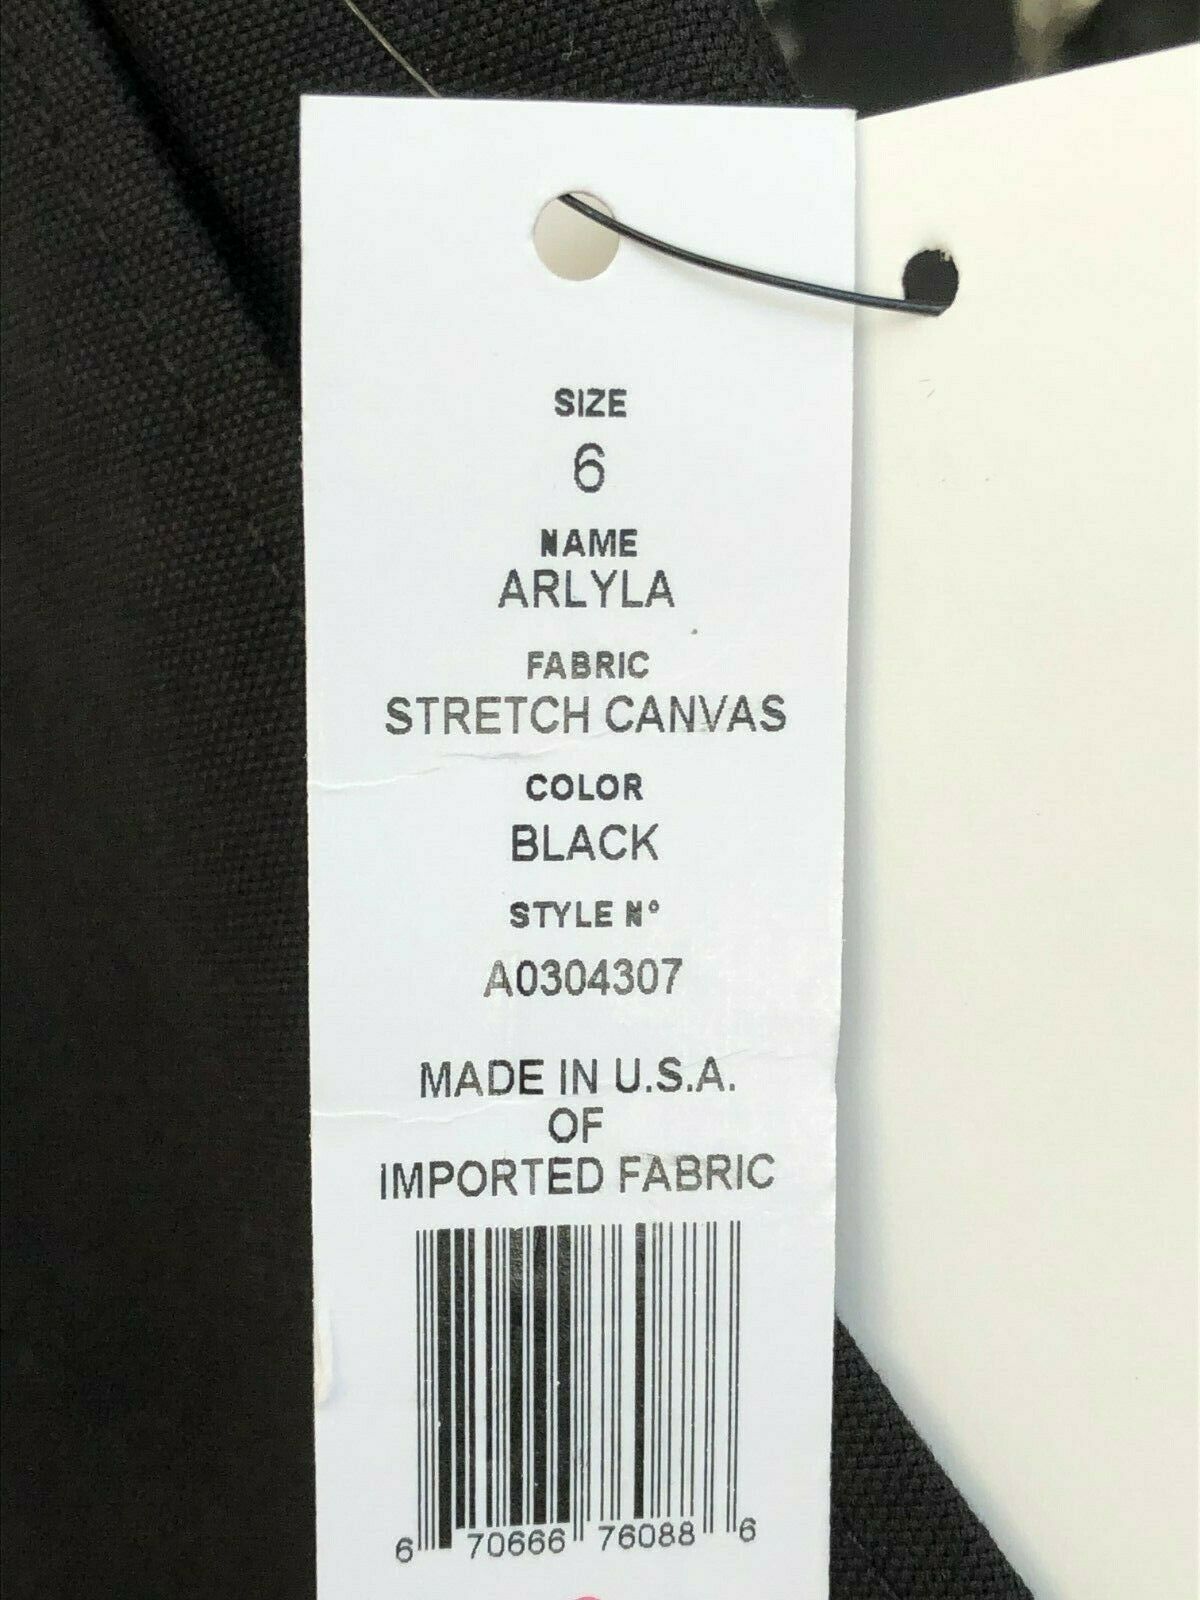 SIZE
6
NAME
ARLYLA
FABRIC
STRETCH CANVAS
COLOR
BLACK
STYLE N°
A0304307
MADE IN U.S.A.
OF
IMPORTED FABRIC
6 70666 76088 6